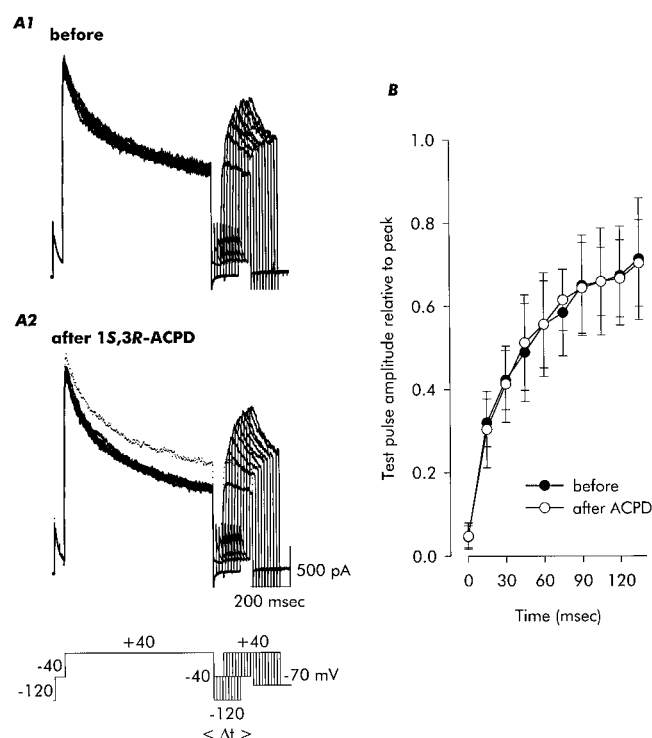 A1
before
A2
after 1S,3R-ACPD
500 pA
200 msec
+40
+40
-40
-40
-70 mV
-120
-120
< Δt >
B
Test pulse amplitude relative to peak
1.0
0.8
0.6
0.4
0.2
0.0
before
after ACPD
0 30 60 90 120
Time (msec)